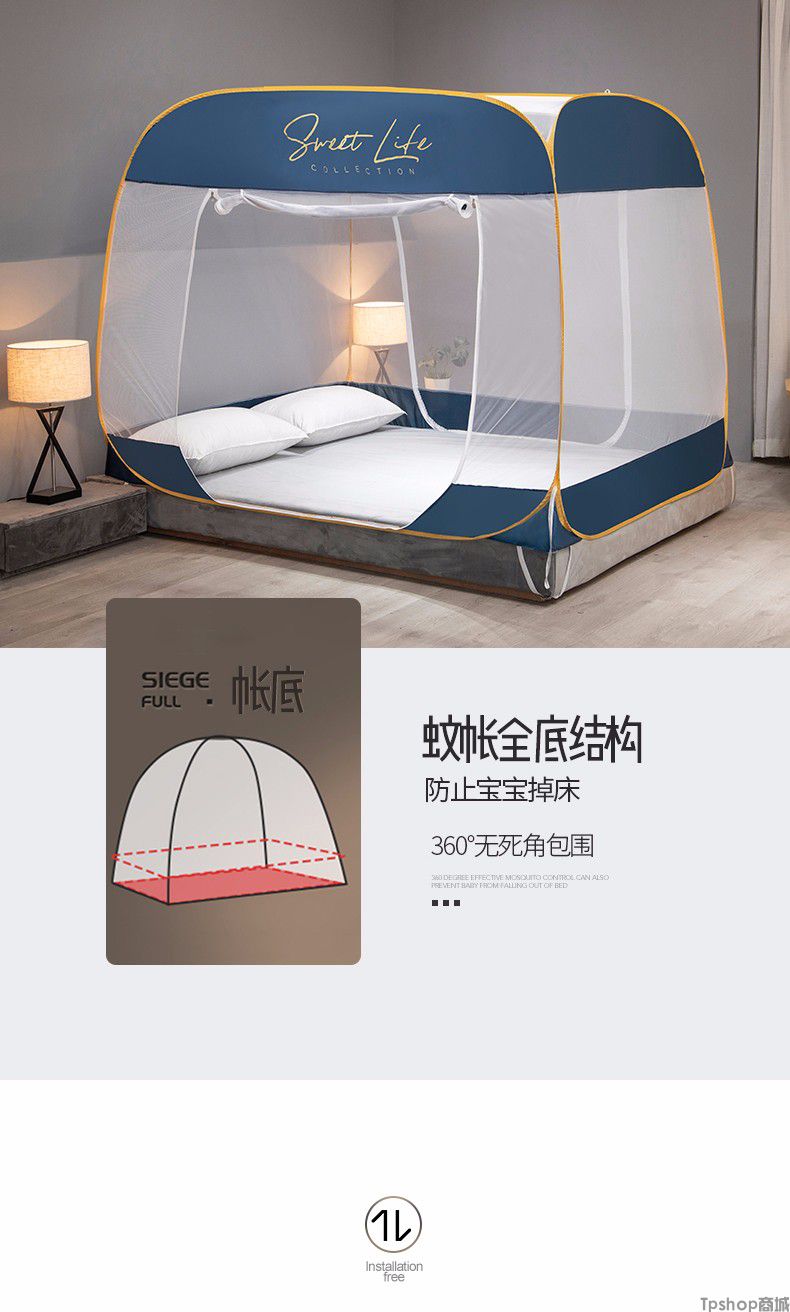 Sweet Life
COLLECTION
SIEGE
FULL · 帐底
蚊帐全底结构
防止宝宝掉床
360°无死角包围
360 DEGREE EFFECTIVE MOSQUITO CONTROL CAN ALSO
PREVENT BABY FROM FALLING OUT OF BED
Installation
free
Tpshop商城